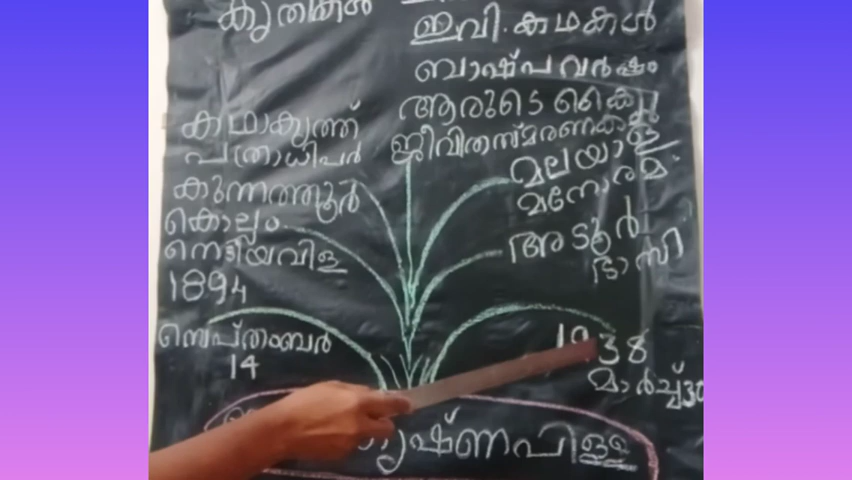 കൃതികൾ
ഇ.വി. കഥകൾ
ബാഷ്പവർഷം
ആരുടെ കൈ
ജീവിതസ്മരണകൾ
കഥാകൃത്ത്
പത്രാധിപർ
കുന്നത്തൂർ
കൊല്ലം
നെടിയവിള
1894
സെപ്തംബർ
14
മലയാള
മനോരമ
അടൂർ
ഭാസി
1938
മാർച്ച് 30
കൃഷ്ണപിള്ള